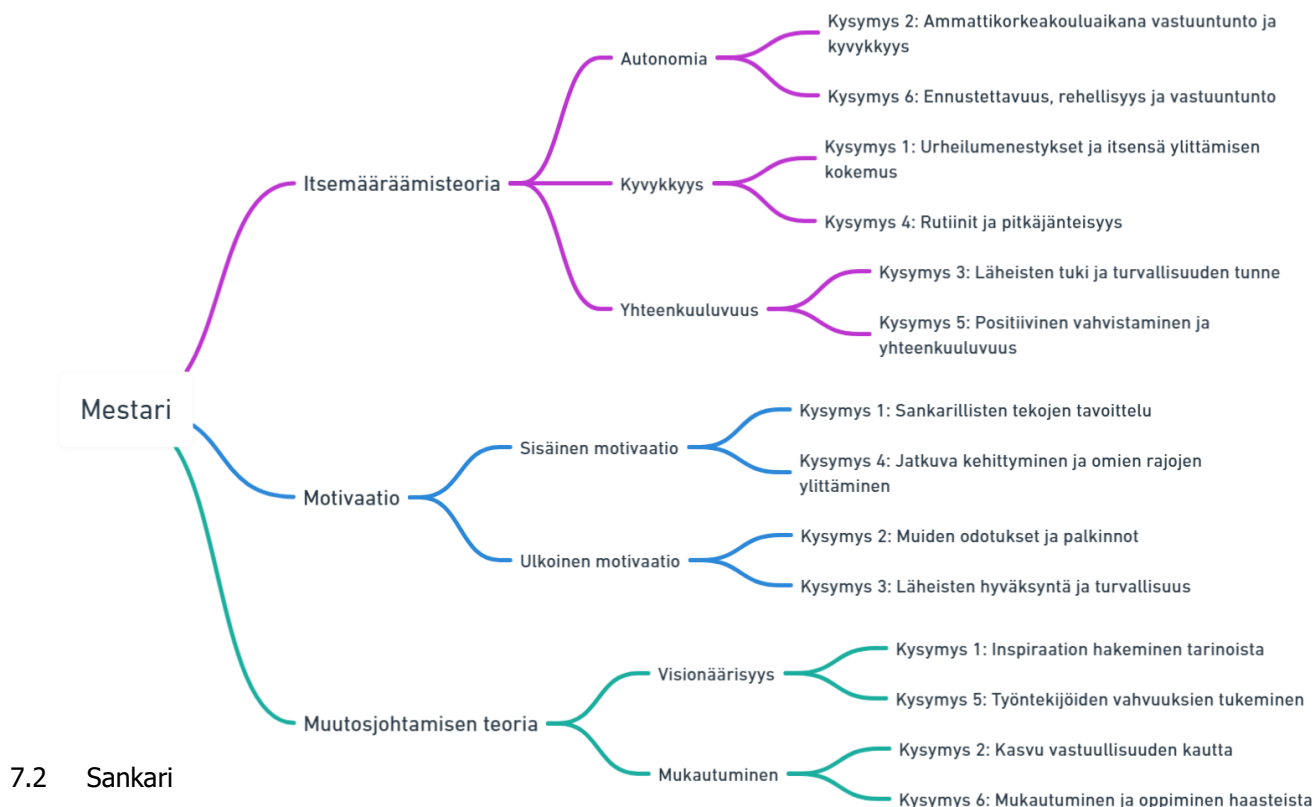 Mestari
Itsemääräämisteoria
Autonomia
Kysymys 2: Ammattikorkeakouluaikana vastuuntunto ja
kyvykkyys
Kysymys 6: Ennustettavuus, rehellisyys ja vastuuntunto
Kyvykkyys
Kysymys 1: Urheilumenestykset ja itsensä ylittämisen
kokemus
Kysymys 4: Rutiinit ja pitkäjänteisyys
Yhteenkuuluvuus
Kysymys 3: Läheisten tuki ja turvallisuuden tunne
Kysymys 5: Positiivinen vahvistaminen ja
yhteenkuuluvuus
Motivaatio
Sisäinen motivaatio
Kysymys 1: Sankarillisten tekojen tavoittelu
Kysymys 4: Jatkuva kehittyminen ja omien rajojen
ylittäminen
Ulkoinen motivaatio
Kysymys 2: Muiden odotukset ja palkinnot
Kysymys 3: Läheisten hyväksyntä ja turvallisuus
Muutosjohtamisen teoria
Visionäärisyys
Kysymys 1: Inspiraation hakeminen tarinoista
Kysymys 5: Työntekijöiden vahvuuksien tukeminen
Mukautuminen
Kysymys 2: Kasvu vastuullisuuden kautta
Kysymys 6: Mukautuminen ja oppiminen haasteista
7.2 Sankari